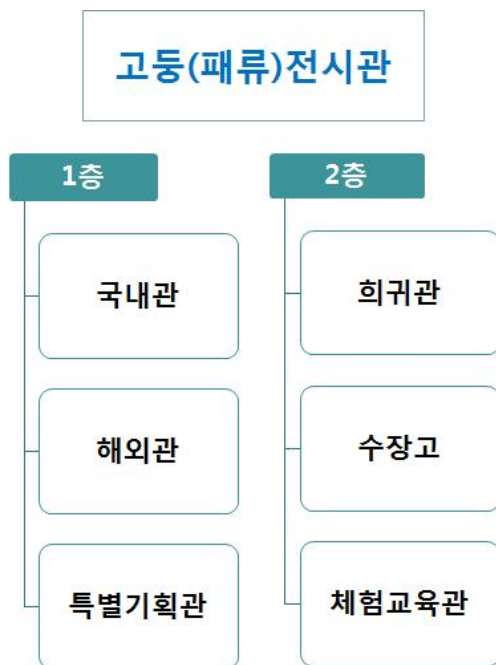 고둥(패류)전시관
1층
국내관
해외관
특별기획관
2층
희귀관
수장고
체험교육관